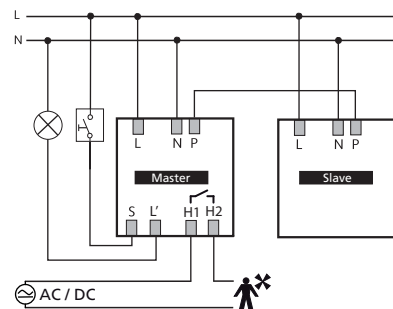 L
N
L N P
L N P
Master
Slave
S L' H1 H2
AC / DC